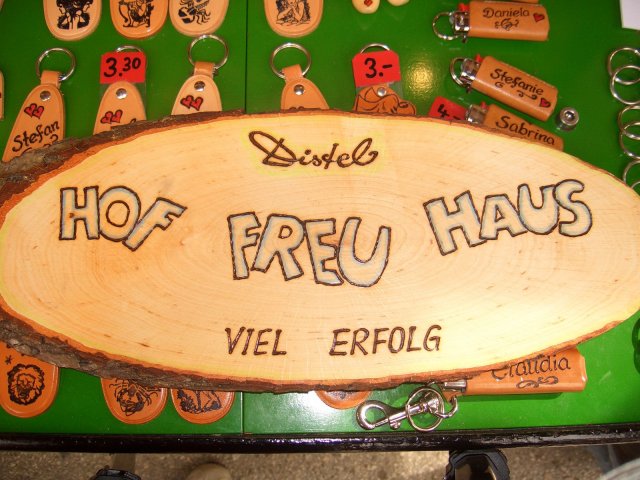 Daniela
3.30
3.-
Stefanie
Stefan
Sabrina
Distel
HOF FREU HAUS
VIEL ERFOLG
Claudia